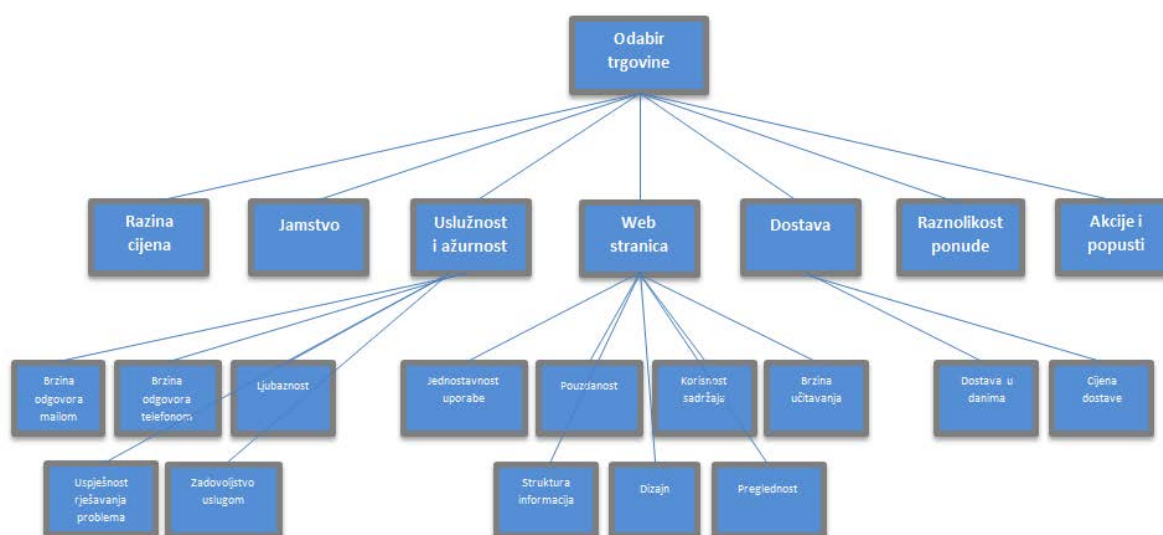 Odabir
trgovine
Razina
cijena
Jamstvo
Uslužnost
i ažurnost
Web
stranica
Dostava
Raznolikost
ponude
Akcije i
popusti
Brzina
odgovora
mailom
Brzina
odgovora
telefonom
Ljubaznost
Jednostavnost
uporabe
Pouzdanost
Korisnost
sadržaja
Brzina
učitavanja
Dostava u
danima
Cijena
dostave
Uspješnost
rješavanja
problema
Zadovoljstvo
uslugom
Struktura
informacija
Dizajn
Preglednost